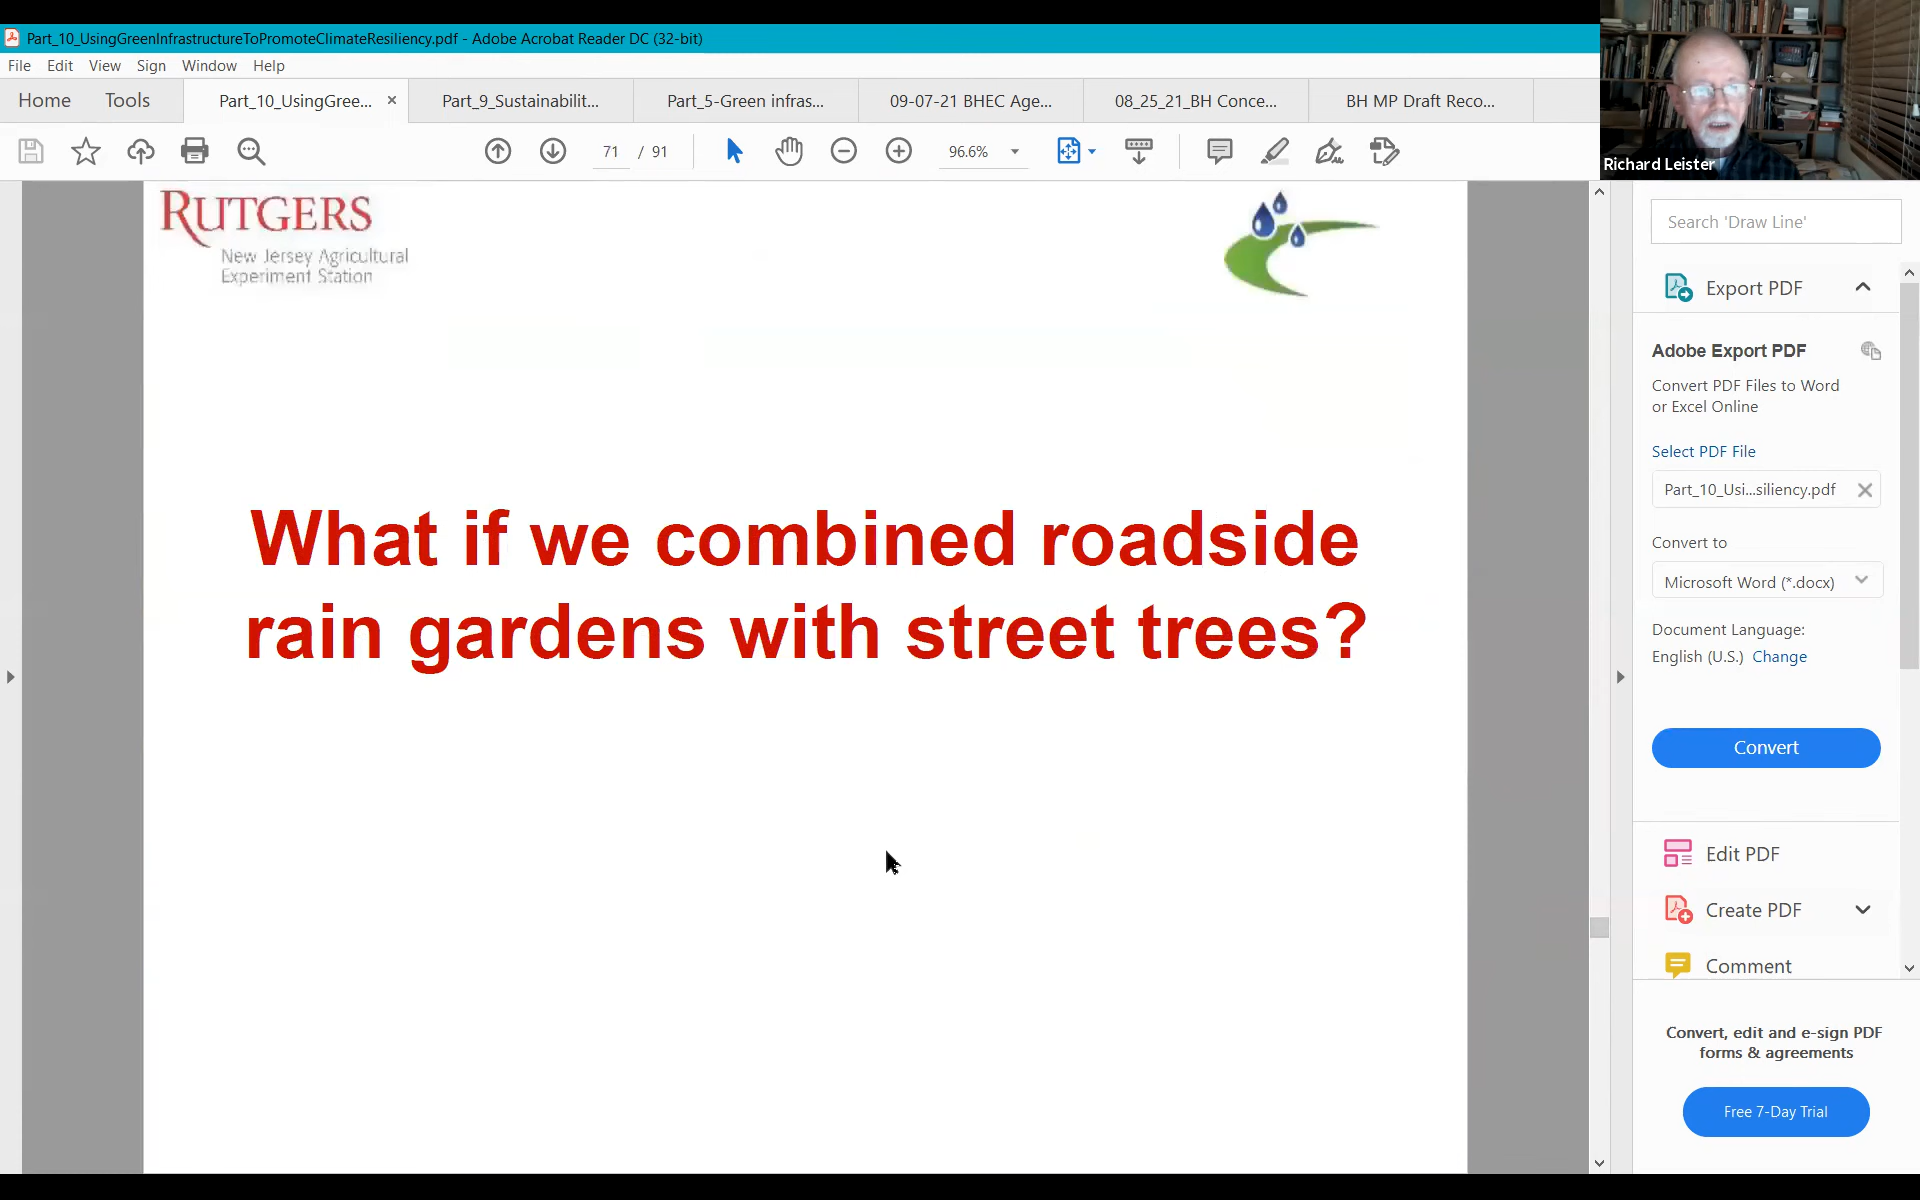 Part_10_UsingGreenInfrastructureToPromoteClimateResiliency.pdf - Adobe Acrobat Reader DC (32-bit)
File Edit View Sign Window Help
Home Tools Part_10_UsingGree... Part_9_Sustainabilit... Part_5-Green infras... 09-07-21 BHEC Age... 08_25_21_BH Conce... BH MP Draft Reco...
71 / 91 96.6%
Richard Leister
RUTGERS
New Jersey Agricultural
Experiment Station
What if we combined roadside
rain gardens with street trees?
Search 'Draw Line'
Export PDF
Adobe Export PDF
Convert PDF Files to Word
or Excel Online
Select PDF File
Part_10_Usi...siliency.pdf
Convert to
Microsoft Word (*.docx)
Document Language:
English (U.S.) Change
Convert
Edit PDF
Create PDF
Comment
Convert, edit and e-sign PDF
forms & agreements
Free 7-Day Trial